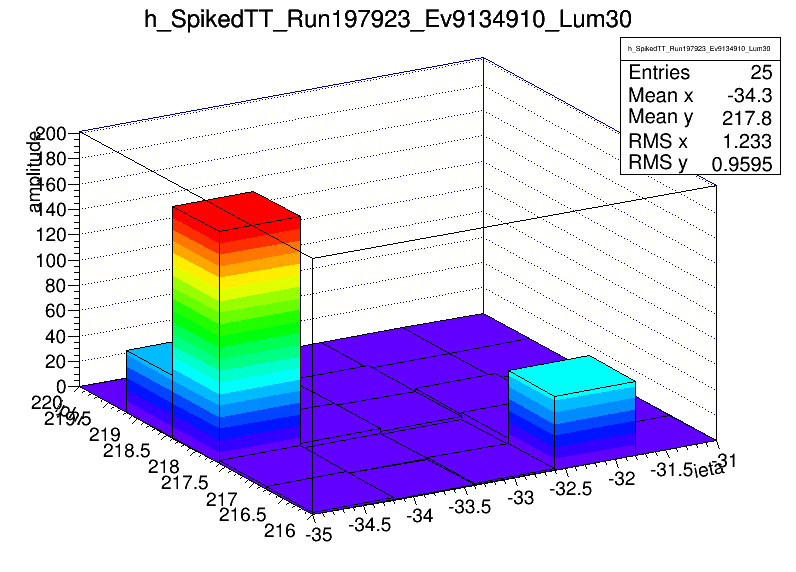 h_SpikedTT_Run197923_Ev9134910_Lum30
h_SpikedTT_Run197923_Ev9134910_Lum30
Entries 25
Mean x -34.3
Mean y 217.8
RMS x 1.233
RMS y 0.9595
amplitude
200
180
160
140
120
100
80
60
40
20
0
220
219.5
219
218.5
218
217.5
217
216.5
216
iphi
-35
-34.5
-34
-33.5
-33
-32.5
-32
-31.5
-31
ieta